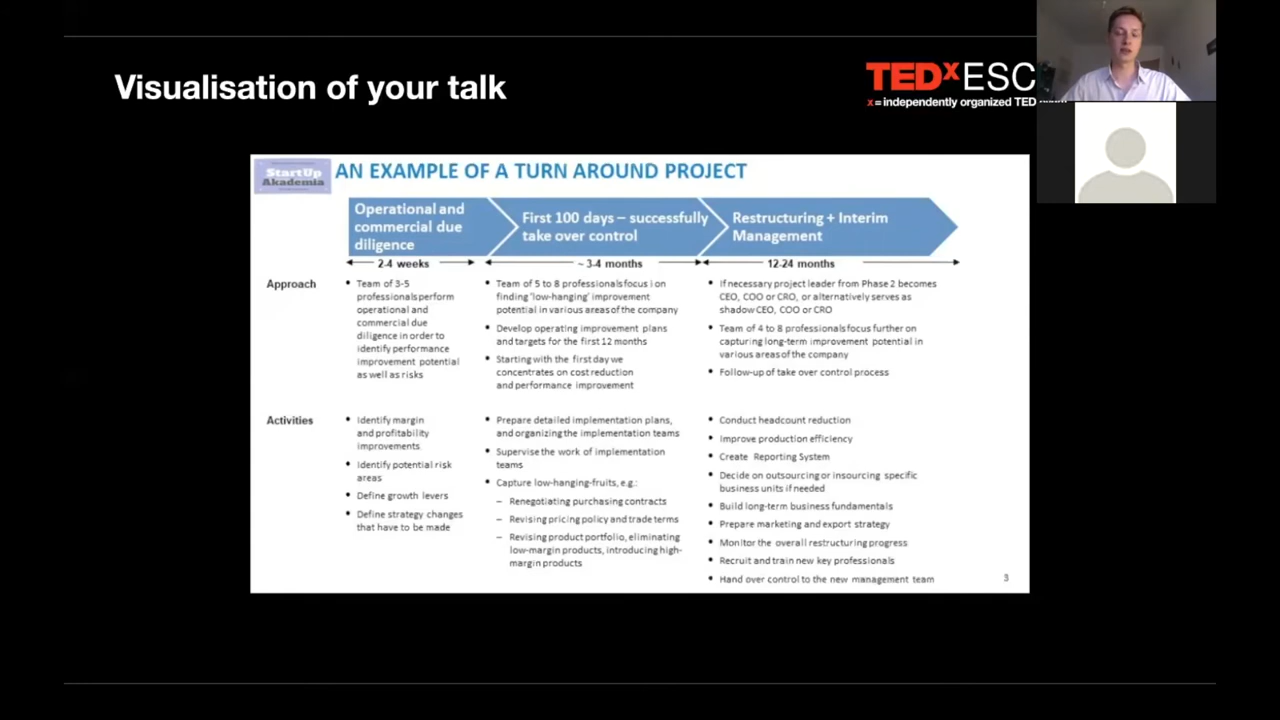 Visualisation of your talk
TEDxESC
x = independently organized TED
StartUp
Akademia
AN EXAMPLE OF A TURN AROUND PROJECT
Operational and
commercial due
diligence
First 100 days – successfully
take over control
Restructuring + Interim
Management
2-4 weeks
~ 3-4 months
12-24 months
Approach
• Team of 3-5
professionals perform
operational and
commercial due
diligence in order to
identify performance
improvement potential
as well as risks
• Team of 5 to 8 professionals focus i on
finding 'low-hanging' improvement
potential in various areas of the company
• Develop operating improvement plans
and targets for the first 12 months
• Starting with the first day we
concentrates on cost reduction
and performance improvement
• If necessary project leader from Phase 2 becomes
CEO, COO or CRO, or alternatively serves as
shadow CEO, COO or CRO
• Team of 4 to 8 professionals focus further on
capturing long-term improvement potential in
various areas of the company
• Follow-up of take over control process
Activities
• Identify margin
and profitability
improvements
• Identify potential risk
areas
• Define growth levers
• Define strategy changes
that have to be made
• Prepare detailed implementation plans,
and organizing the implementation teams
• Supervise the work of implementation
teams
• Capture low-hanging-fruits, e.g.:
– Renegotiating purchasing contracts
– Revising pricing policy and trade terms
– Revising product portfolio, eliminating
low-margin products, introducing high-
margin products
• Conduct headcount reduction
• Improve production efficiency
• Create Reporting System
• Decide on outsourcing or insourcing specific
business units if needed
• Build long-term business fundamentals
• Prepare marketing and export strategy
• Monitor the overall restructuring progress
• Recruit and train new key professionals
• Hand over control to the new management team
3